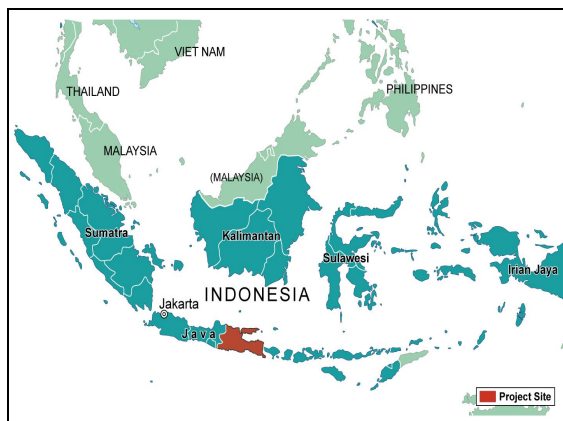 VIET NAM
THAILAND
PHILIPPINES
MALAYSIA
(MALAYSIA)
Sumatra
Kalimantan
Sulawesi
Irian Jaya
INDONESIA
Jakarta
Java
Project Site